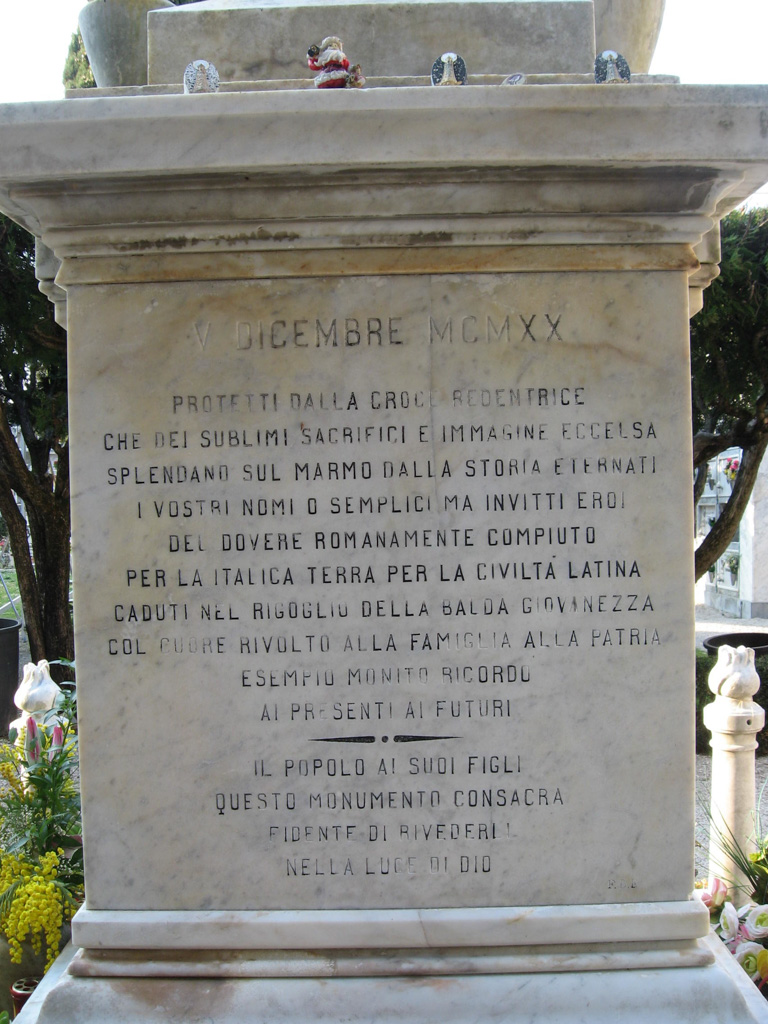 V DICEMBRE MCMXX
PROTETTI DALLA CROCE REDENTRICE
CHE DEI SUBLIMI SACRIFICI E IMMAGINE ECCELSA
SPLENDANO SUL MARMO DALLA STORIA ETERNATI
I VOSTRI NOMI O SEMPLICI MA INVITTI EROI
DEL DOVERE ROMANAMENTE COMPIUTO
PER LA ITALICA TERRA PER LA CIVILTÀ LATINA
CADUTI NEL RIGOGLIO DELLA BALDA GIOVINEZZA
COL CUORE RIVOLTO ALLA FAMIGLIA ALLA PATRIA
ESEMPIO MONITO RICORDO
AI PRESENTI AI FUTURI
IL POPOLO AI SUOI FIGLI
QUESTO MONUMENTO CONSACRA
FIDENTE DI RIVEDERLI
NELLA LUCE DI DIO